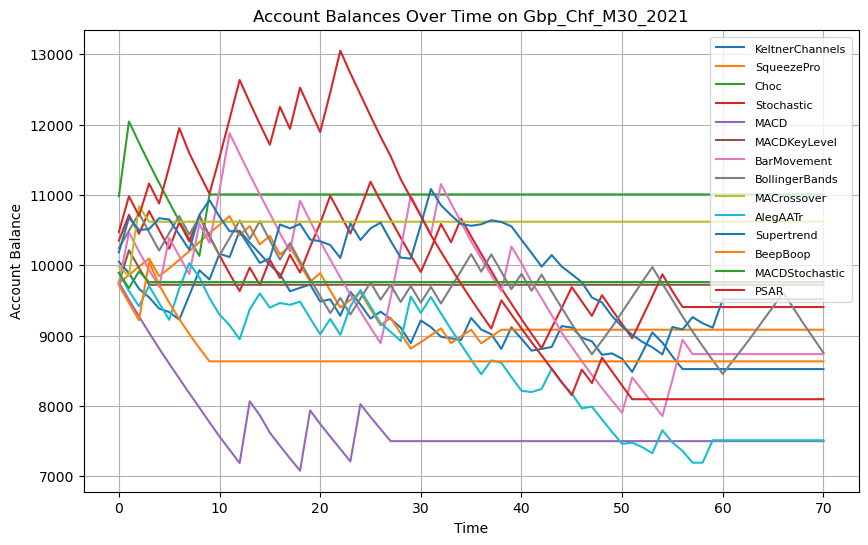 Account Balances Over Time on Gbp_Chf_M30_2021
Account Balance
13000
12000
11000
10000
9000
8000
7000
0 10 20 30 40 50 60 70
Time
KeltnerChannels
SqueezePro
Choc
Stochastic
MACD
MACDKeyLevel
BarMovement
BollingerBands
MACrossover
AlegAATr
Supertrend
BeepBoop
MACDStochastic
PSAR